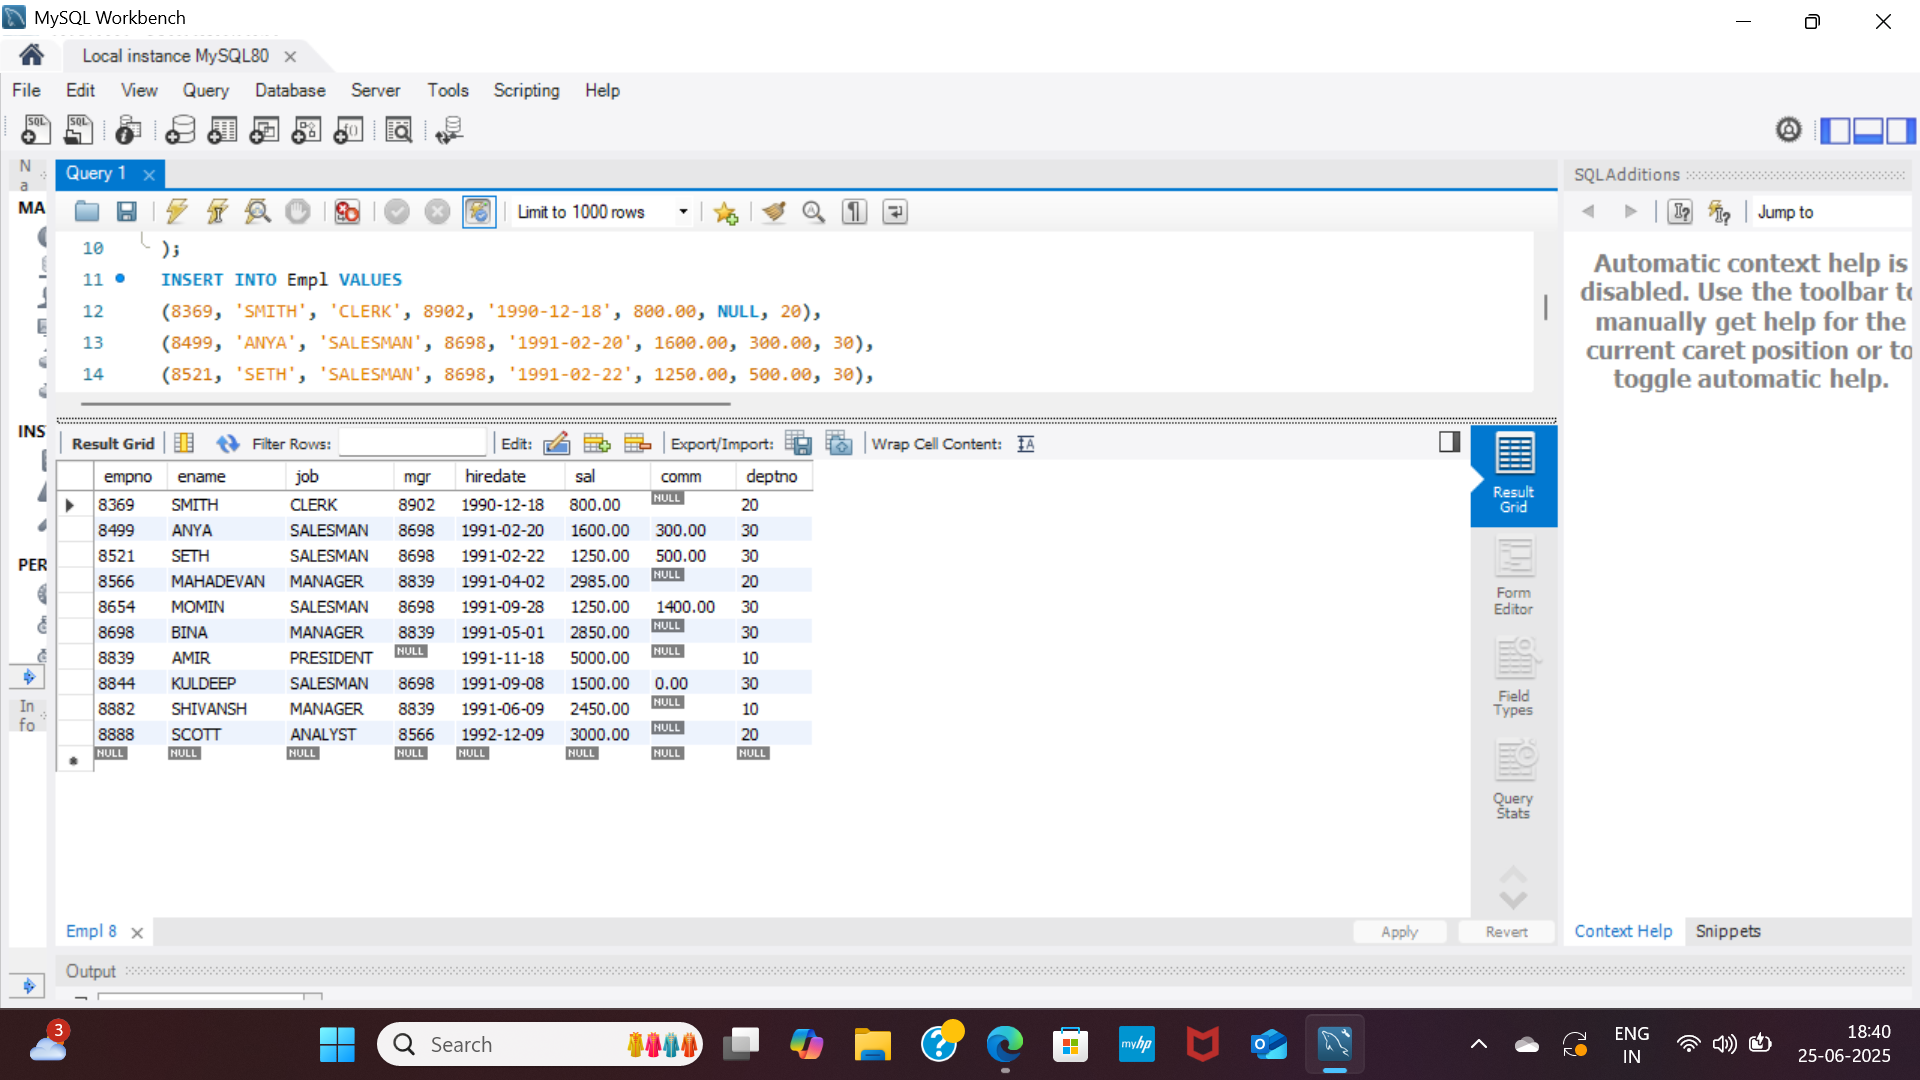 MySQL Workbench
Local instance MySQL80
File Edit View Query Database Server Tools Scripting Help
N
a
Query 1
SQLAdditions
MA
Limit to 1000 rows
Jump to
10 );
11 INSERT INTO Empl VALUES
12 (8369, 'SMITH', 'CLERK', 8902, '1990-12-18', 800.00, NULL, 20),
13 (8499, 'ANYA', 'SALESMAN', 8698, '1991-02-20', 1600.00, 300.00, 30),
14 (8521, 'SETH', 'SALESMAN', 8698, '1991-02-22', 1250.00, 500.00, 30),
Automatic context help is
disabled. Use the toolbar to
manually get help for the
current caret position or to
toggle automatic help.
INS
PER
In
fo
Result Grid Filter Rows: Edit: Export/Import: Wrap Cell Content:
empno ename job mgr hiredate sal comm deptno
8369 SMITH CLERK 8902 1990-12-18 800.00 NULL 20
8499 ANYA SALESMAN 8698 1991-02-20 1600.00 300.00 30
8521 SETH SALESMAN 8698 1991-02-22 1250.00 500.00 30
8566 MAHADEVAN MANAGER 8839 1991-04-02 2985.00 NULL 20
8654 MOMIN SALESMAN 8698 1991-09-28 1250.00 1400.00 30
8698 BINA MANAGER 8839 1991-05-01 2850.00 NULL 30
8839 AMIR PRESIDENT NULL 1991-11-18 5000.00 NULL 10
8844 KULDEEP SALESMAN 8698 1991-09-08 1500.00 0.00 30
8882 SHIVANSH MANAGER 8839 1991-06-09 2450.00 NULL 10
8888 SCOTT ANALYST 8566 1992-12-09 3000.00 NULL 20
NULL NULL NULL NULL NULL NULL NULL NULL
Result
Grid
Form
Editor
Field
Types
Query
Stats
Empl 8
Apply Revert
Context Help Snippets
Output
3
Search
myhp
ENG
IN
18:40
25-06-2025